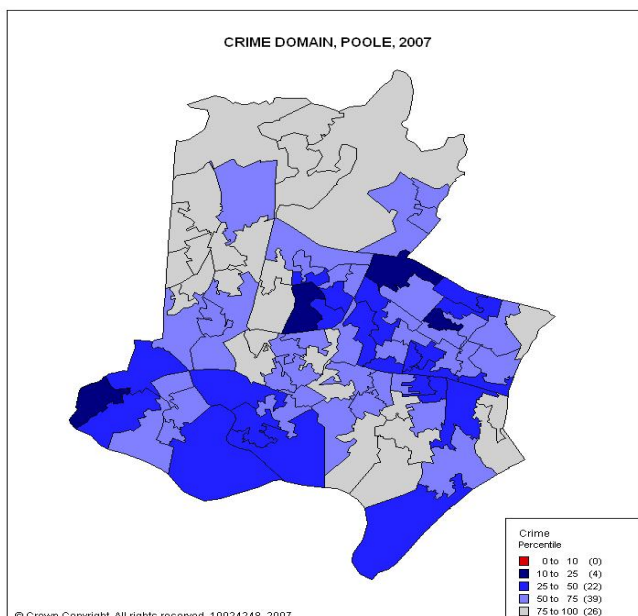 CRIME DOMAIN, POOLE, 2007
Crime
Percentile
0 to 10 (0)
10 to 25 (4)
25 to 50 (22)
50 to 75 (39)
75 to 100 (26)
© Crown Copyright. All rights reserved. 10024248, 2007